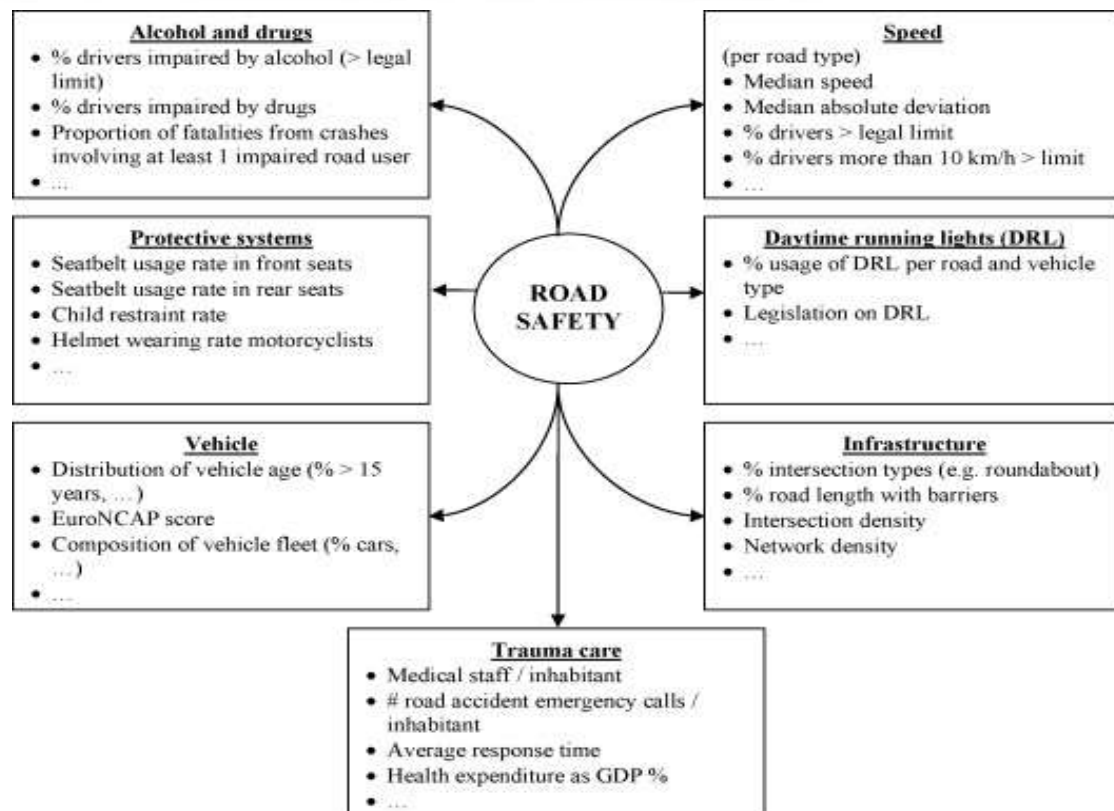 Alcohol and drugs
• % drivers impaired by alcohol (> legal
limit)
• % drivers impaired by drugs
• Proportion of fatalities from crashes
involving at least 1 impaired road user
• …
Speed
(per road type)
• Median speed
• Median absolute deviation
• % drivers > legal limit
• % drivers more than 10 km/h > limit
• …
Protective systems
• Seatbelt usage rate in front seats
• Seatbelt usage rate in rear seats
• Child restraint rate
• Helmet wearing rate motorcyclists
• …
ROAD
SAFETY
Daytime running lights (DRL)
• % usage of DRL per road and vehicle
type
• Legislation on DRL
• …
Vehicle
• Distribution of vehicle age (% > 15
years, …)
• EuroNCAP score
• Composition of vehicle fleet (% cars,
…)
• …
Infrastructure
• % intersection types (e.g. roundabout)
• % road length with barriers
• Intersection density
• Network density
• …
Trauma care
• Medical staff / inhabitant
• # road accident emergency calls /
inhabitant
• Average response time
• Health expenditure as GDP %
• …